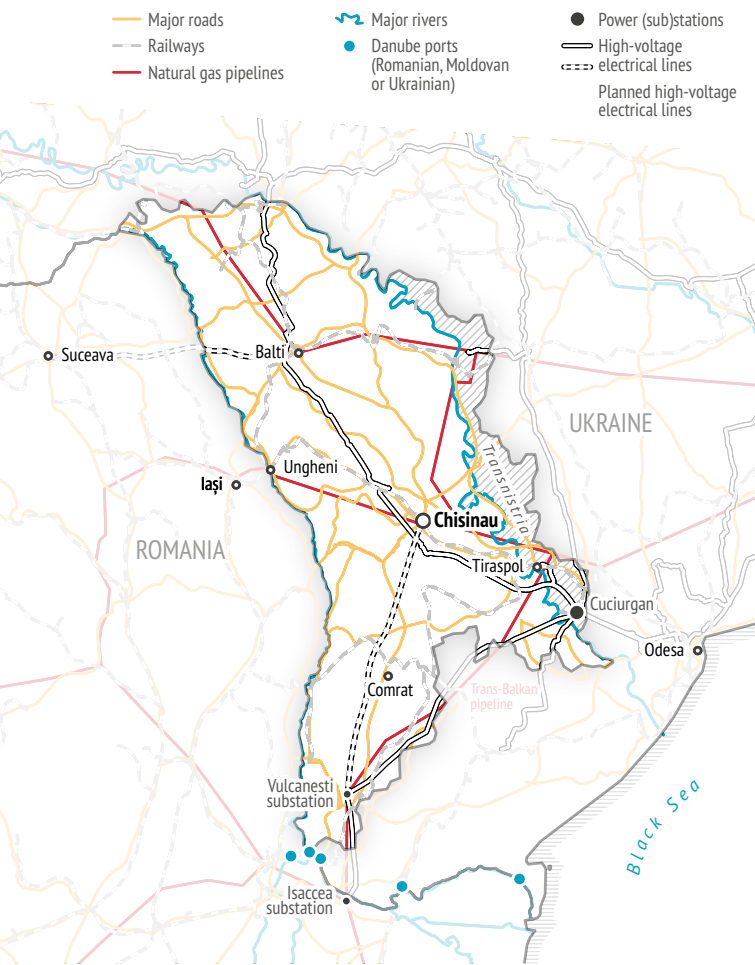 Major roads
Railways
Natural gas pipelines
Major rivers
Danube ports
(Romanian, Moldovan
or Ukrainian)
Power (sub)stations
High-voltage
electrical lines
Planned high-voltage
electrical lines
Suceava
Balti
UKRAINE
Transnistria
Ungheni
Iași
Chisinau
ROMANIA
Tiraspol
Cuciurgan
Odesa
Comrat
Trans-Balkan
pipeline
Vulcanesti
substation
Black Sea
Isaccea
substation